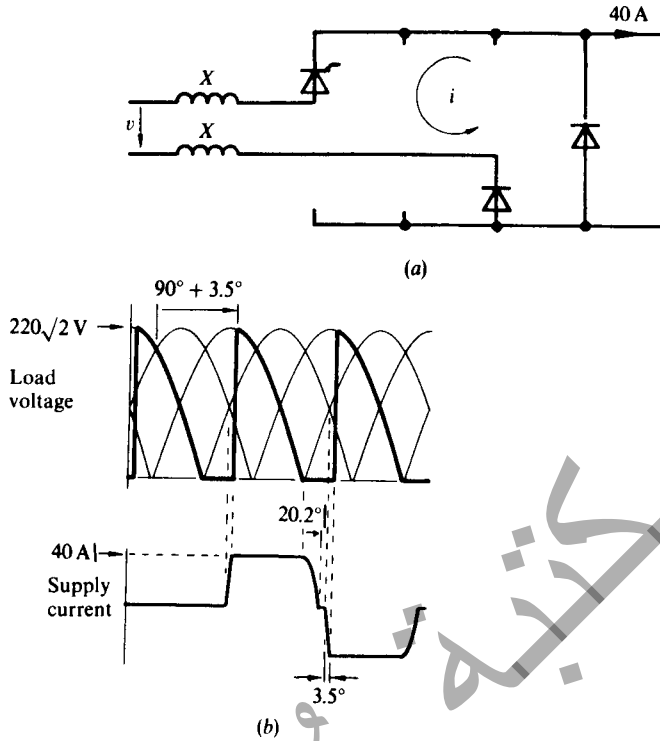 40 A
X
i
v
X
(a)
90° + 3.5°
220√2 V
Load
voltage
20.2°
40 A
Supply
current
3.5°
(b)